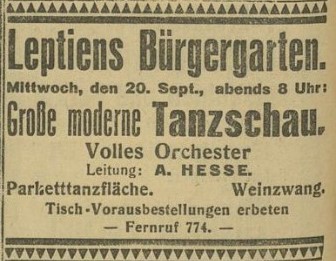 Leptiens Bürgergarten.
Mittwoch, den 20. Sept., abends 8 Uhr:
Große moderne Tanzschau.
Volles Orchester
Leitung: A. HESSE.
Parketttanzfläche. Weinzwang.
Tisch-Vorausbestellungen erbeten
— Fernruf 774. —